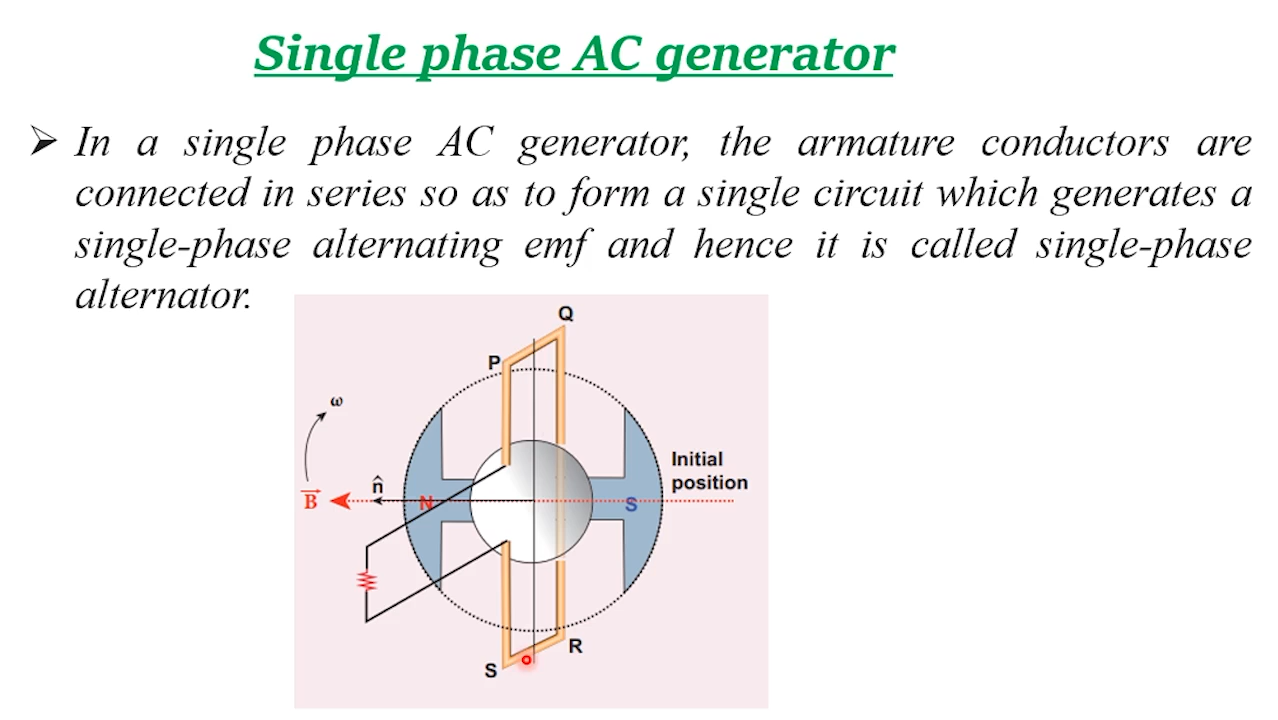 Single phase AC generator
➢ In a single phase AC generator, the armature conductors are
connected in series so as to form a single circuit which generates a
single-phase alternating emf and hence it is called single-phase
alternator.
Q
P
ω
Initial
position
n̂
B⃗
N
S
R
S